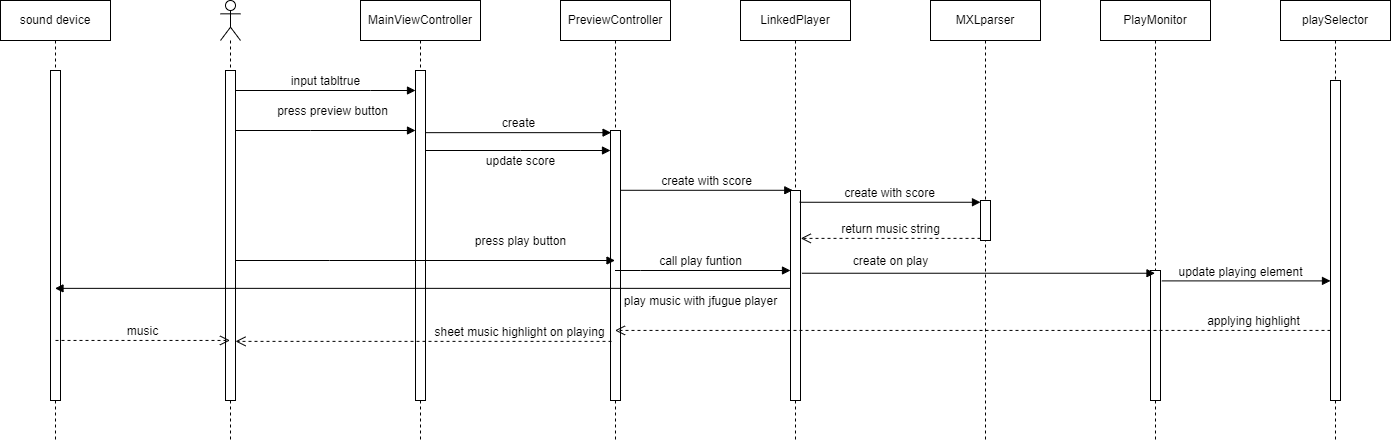 sound device
MainViewController
PreviewController
LinkedPlayer
MXLparser
PlayMonitor
playSelector
input tabltrue
press preview button
create
update score
create with score
create with score
return music string
press play button
call play funtion
create on play
update playing element
play music with jfugue player
applying highlight
music
sheet music highlight on playing